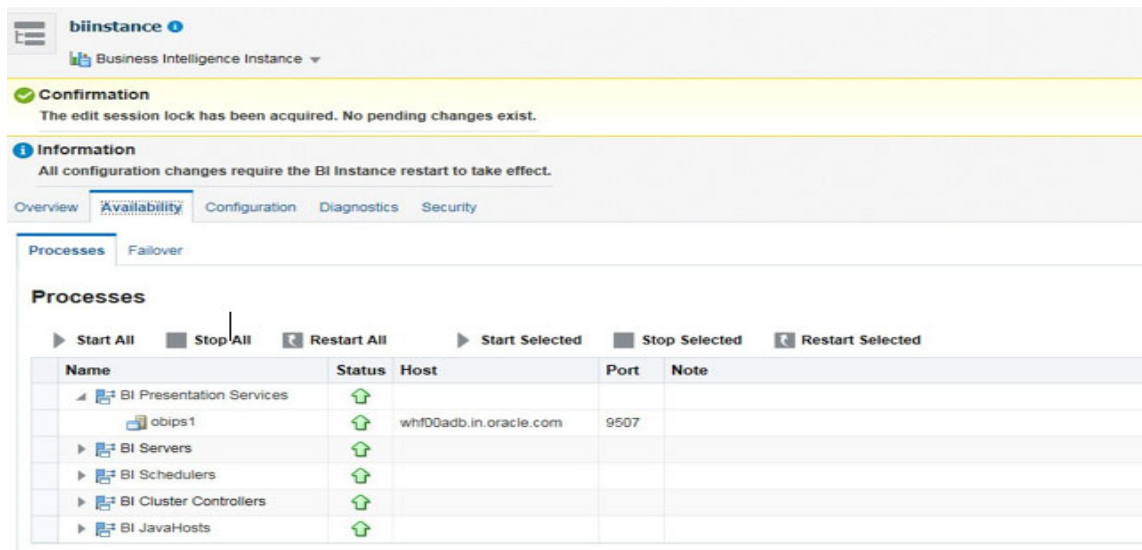 biinstance
Business Intelligence Instance
Confirmation
The edit session lock has been acquired. No pending changes exist.
Information
All configuration changes require the BI Instance restart to take effect.
Overview Availability Configuration Diagnostics Security
Processes Failover
Processes
Start All Stop All Restart All Start Selected Stop Selected Restart Selected
Name Status Host Port Note
BI Presentation Services
obips1 whf00adb.in.oracle.com 9507
BI Servers
BI Schedulers
BI Cluster Controllers
BI JavaHosts